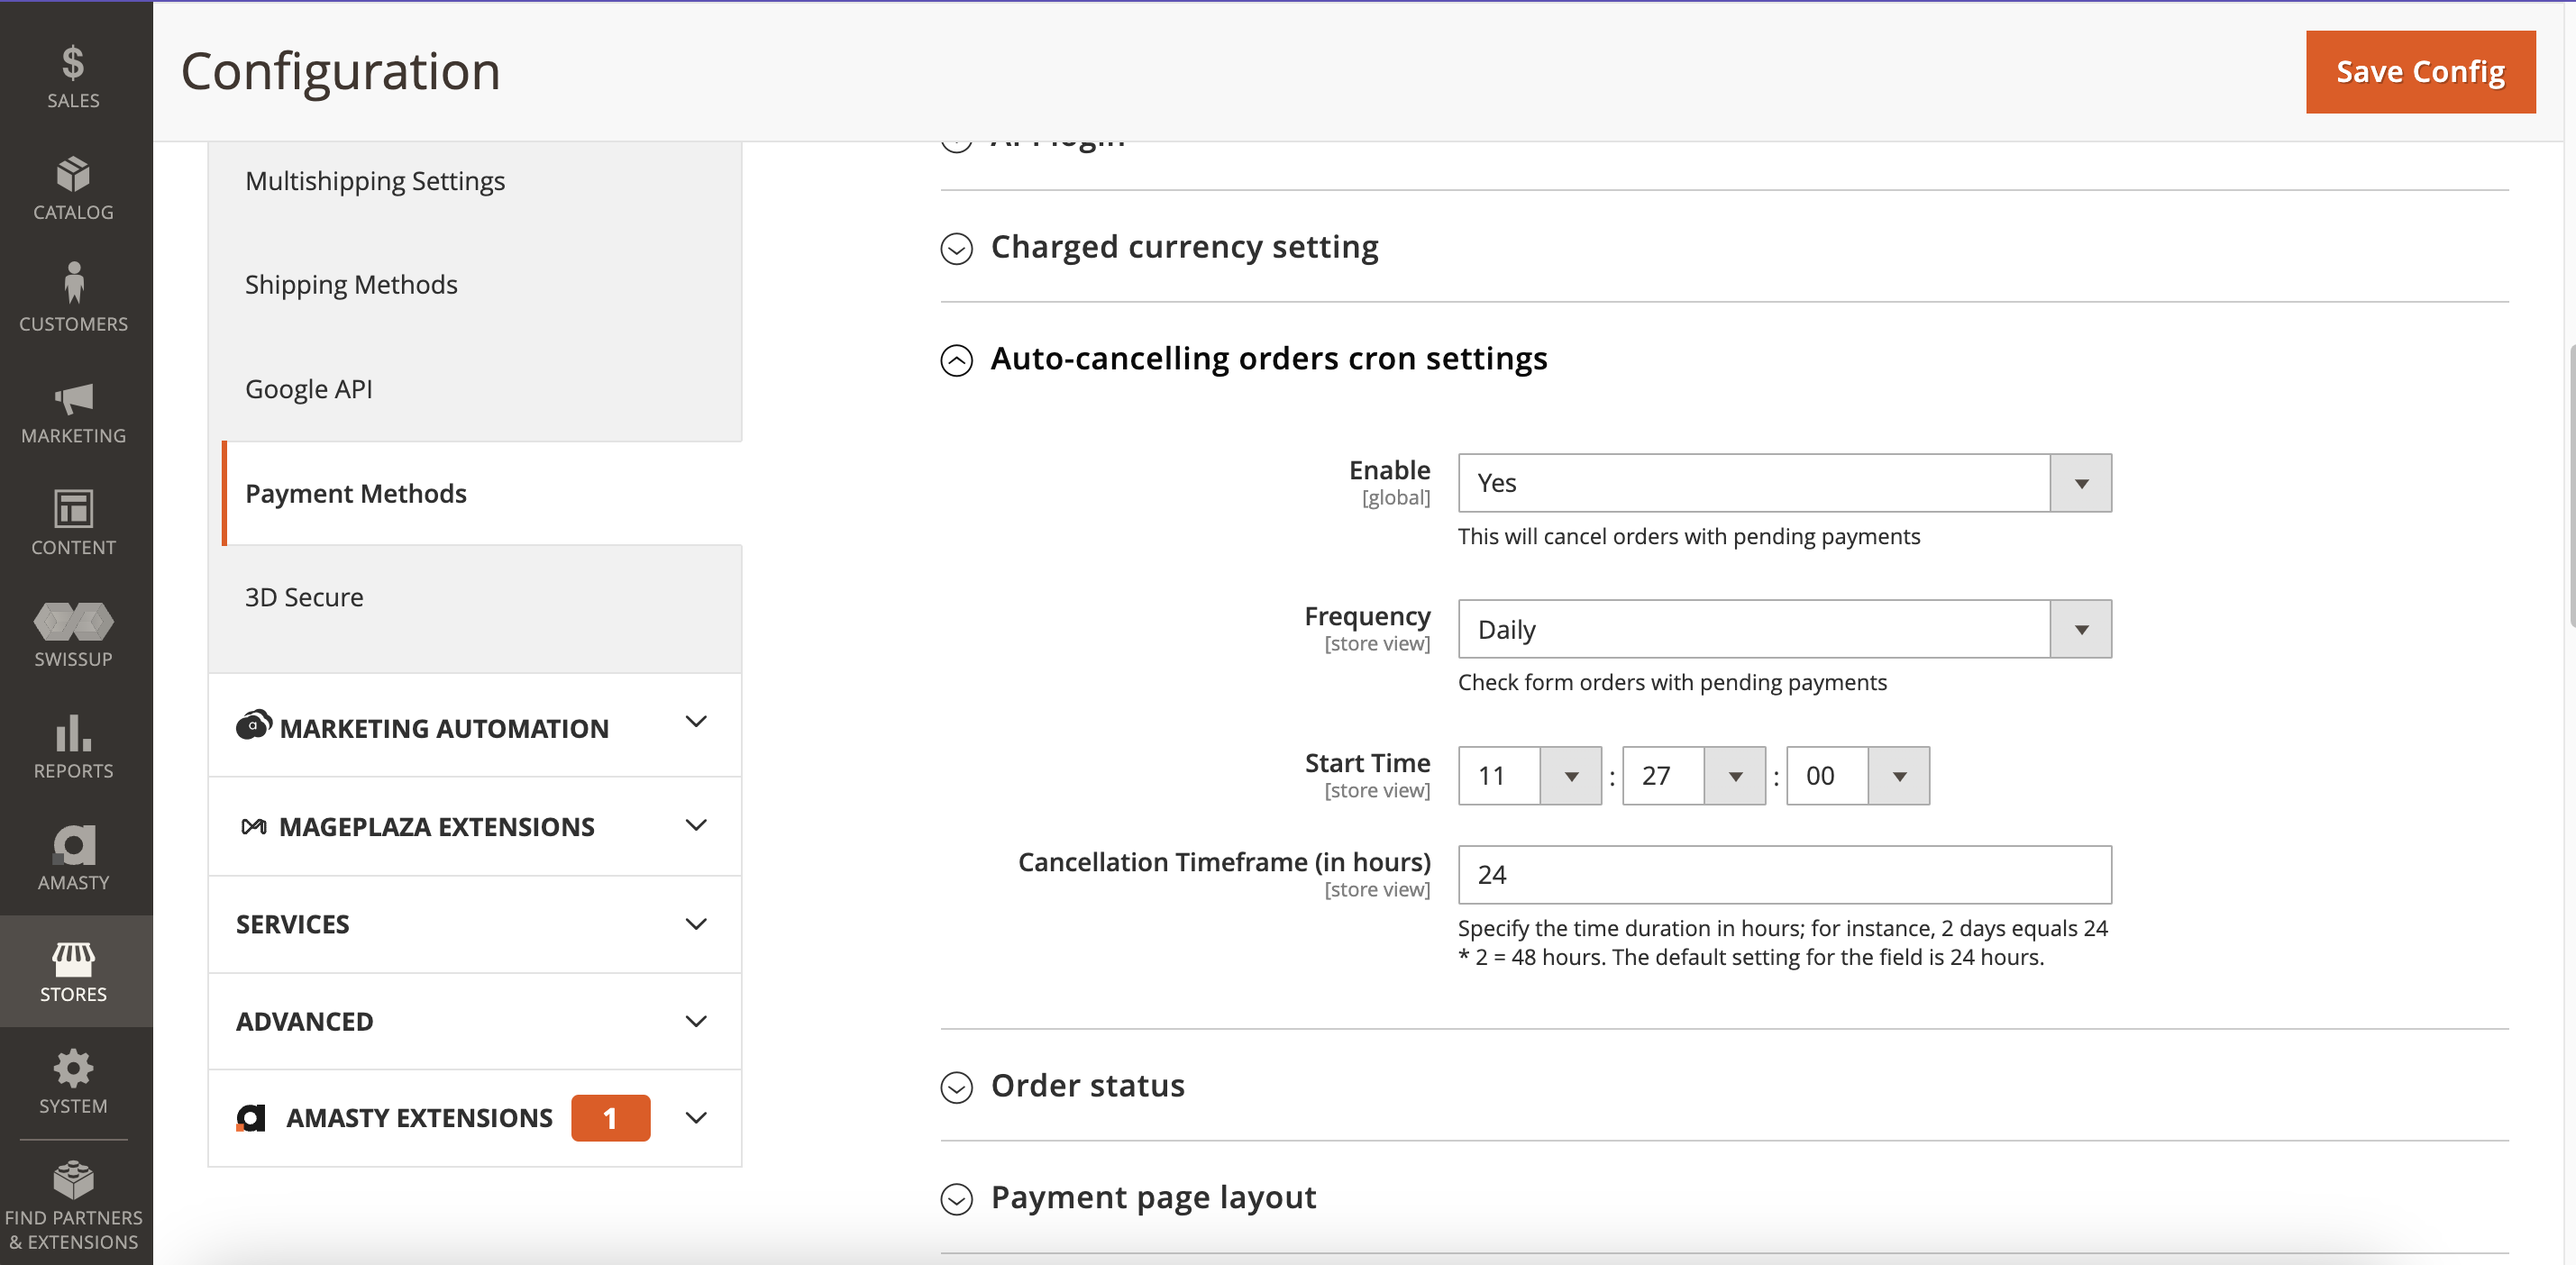 Configuration
Save Config
SALES
CATALOG
CUSTOMERS
MARKETING
CONTENT
SWISSUP
REPORTS
AMASTY
STORES
SYSTEM
FIND PARTNERS
& EXTENSIONS
Multishipping Settings
Shipping Methods
Google API
Payment Methods
3D Secure
MARKETING AUTOMATION
MAGEPLAZA EXTENSIONS
SERVICES
ADVANCED
AMASTY EXTENSIONS 1
API login
Charged currency setting
Auto-cancelling orders cron settings
Enable
[global]
Yes
This will cancel orders with pending payments
Frequency
[store view]
Daily
Check form orders with pending payments
Start Time
[store view]
11 : 27 : 00
Cancellation Timeframe (in hours)
[store view]
24
Specify the time duration in hours; for instance, 2 days equals 24
* 2 = 48 hours. The default setting for the field is 24 hours.
Order status
Payment page layout